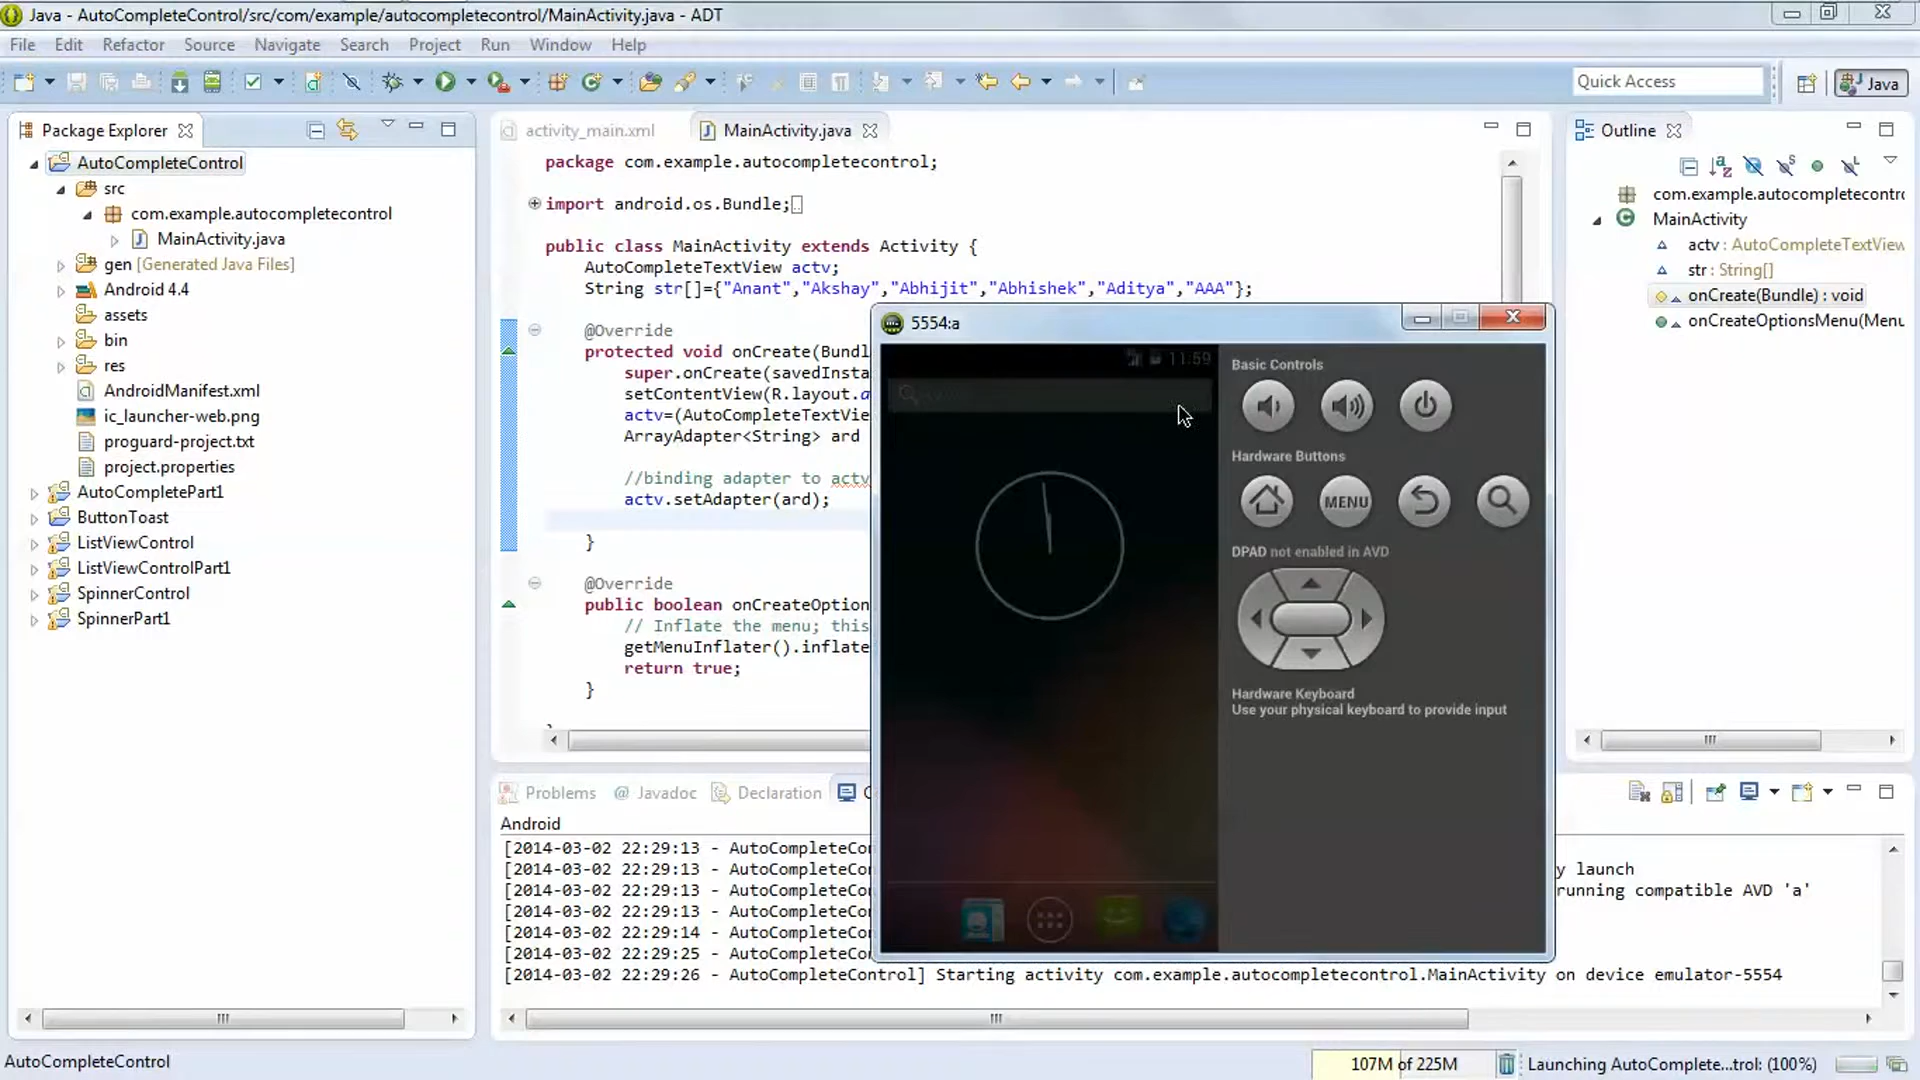 Java - AutoCompleteControl/src/com/example/autocompletecontrol/MainActivity.java - ADT
File Edit Refactor Source Navigate Search Project Run Window Help
Quick Access
Java
Package Explorer
AutoCompleteControl
src
com.example.autocompletecontrol
MainActivity.java
gen [Generated Java Files]
Android 4.4
assets
bin
res
AndroidManifest.xml
ic_launcher-web.png
proguard-project.txt
project.properties
AutoCompletePart1
ButtonToast
ListViewControl
ListViewControlPart1
SpinnerControl
SpinnerPart1
activity_main.xml
MainActivity.java
package com.example.autocompletecontrol;
import android.os.Bundle;
public class MainActivity extends Activity {
AutoCompleteTextView actv;
String str[]={"Anant","Akshay","Abhijit","Abhishek","Aditya","AAA"};
@Override
protected void onCreate(Bundl
super.onCreate(savedInsta
setContentView(R.layout.a
actv=(AutoCompleteTextVie
ArrayAdapter<String> ard
//binding adapter to actv
actv.setAdapter(ard);
}
@Override
public boolean onCreateOption
// Inflate the menu; this
getMenuInflater().inflate
return true;
}
5554:a
11:59
Basic Controls
Hardware Buttons
MENU
DPAD not enabled in AVD
Hardware Keyboard
Use your physical keyboard to provide input
Outline
com.example.autocompletecontro
MainActivity
actv : AutoCompleteTextView
str : String[]
onCreate(Bundle) : void
onCreateOptionsMenu(Menu
Problems @ Javadoc Declaration C
Android
[2014-03-02 22:29:13 - AutoCompleteCo
[2014-03-02 22:29:13 - AutoCompleteCo y launch
[2014-03-02 22:29:13 - AutoCompleteCo running compatible AVD 'a'
[2014-03-02 22:29:13 - AutoCompleteCo
[2014-03-02 22:29:14 - AutoCompleteCo
[2014-03-02 22:29:25 - AutoCompleteCo
[2014-03-02 22:29:26 - AutoCompleteControl] Starting activity com.example.autocompletecontrol.MainActivity on device emulator-5554
AutoCompleteControl
107M of 225M
Launching AutoComplete...trol: (100%)